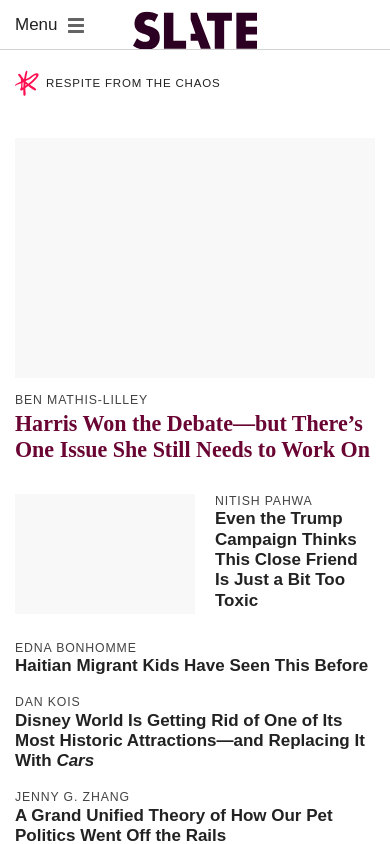 Menu
SLATE
RESPITE FROM THE CHAOS
BEN MATHIS-LILLEY
Harris Won the Debate—but There’s
One Issue She Still Needs to Work On
NITISH PAHWA
Even the Trump
Campaign Thinks
This Close Friend
Is Just a Bit Too
Toxic
EDNA BONHOMME
Haitian Migrant Kids Have Seen This Before
DAN KOIS
Disney World Is Getting Rid of One of Its
Most Historic Attractions—and Replacing It
With Cars
JENNY G. ZHANG
A Grand Unified Theory of How Our Pet
Politics Went Off the Rails